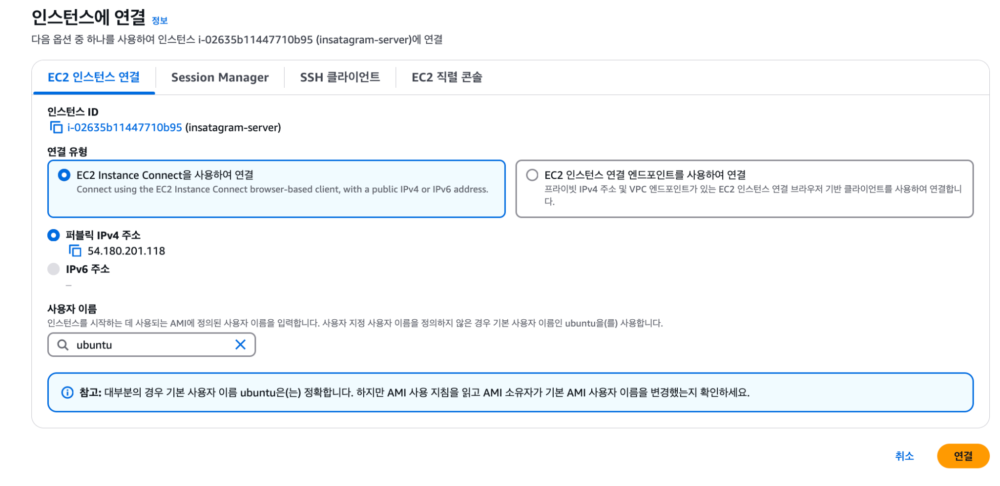 인스턴스에 연결 정보
다음 옵션 중 하나를 사용하여 인스턴스 i-02635b11447710b95 (insatagram-server)에 연결
EC2 인스턴스 연결
Session Manager
SSH 클라이언트
EC2 직렬 콘솔
인스턴스 ID
i-02635b11447710b95 (insatagram-server)
연결 유형
EC2 Instance Connect을 사용하여 연결
Connect using the EC2 Instance Connect browser-based client, with a public IPv4 or IPv6 address.
EC2 인스턴스 연결 엔드포인트를 사용하여 연결
프라이빗 IPv4 주소 및 VPC 엔드포인트가 있는 EC2 인스턴스 연결 브라우저 기반 클라이언트를 사용하여 연결합니
다.
퍼블릭 IPv4 주소
54.180.201.118
IPv6 주소
–
사용자 이름
인스턴스를 시작하는 데 사용되는 AMI에 정의된 사용자 이름을 입력합니다. 사용자 지정 사용자 이름을 정의하지 않은 경우 기본 사용자 이름인 ubuntu을(를) 사용합니다.
ubuntu
참고: 대부분의 경우 기본 사용자 이름 ubuntu은(는) 정확합니다. 하지만 AMI 사용 지침을 읽고 AMI 소유자가 기본 AMI 사용자 이름을 변경했는지 확인하세요.
취소
연결